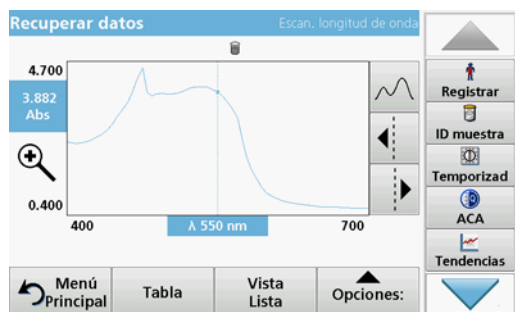 Recuperar datos
Escan. longitud de onda
4.700
3.882
Abs
0.400
400
λ 550 nm
700
Registrar
ID muestra
Temporizad
ACA
Tendencias
Menú
Principal
Tabla
Vista
Lista
Opciones: